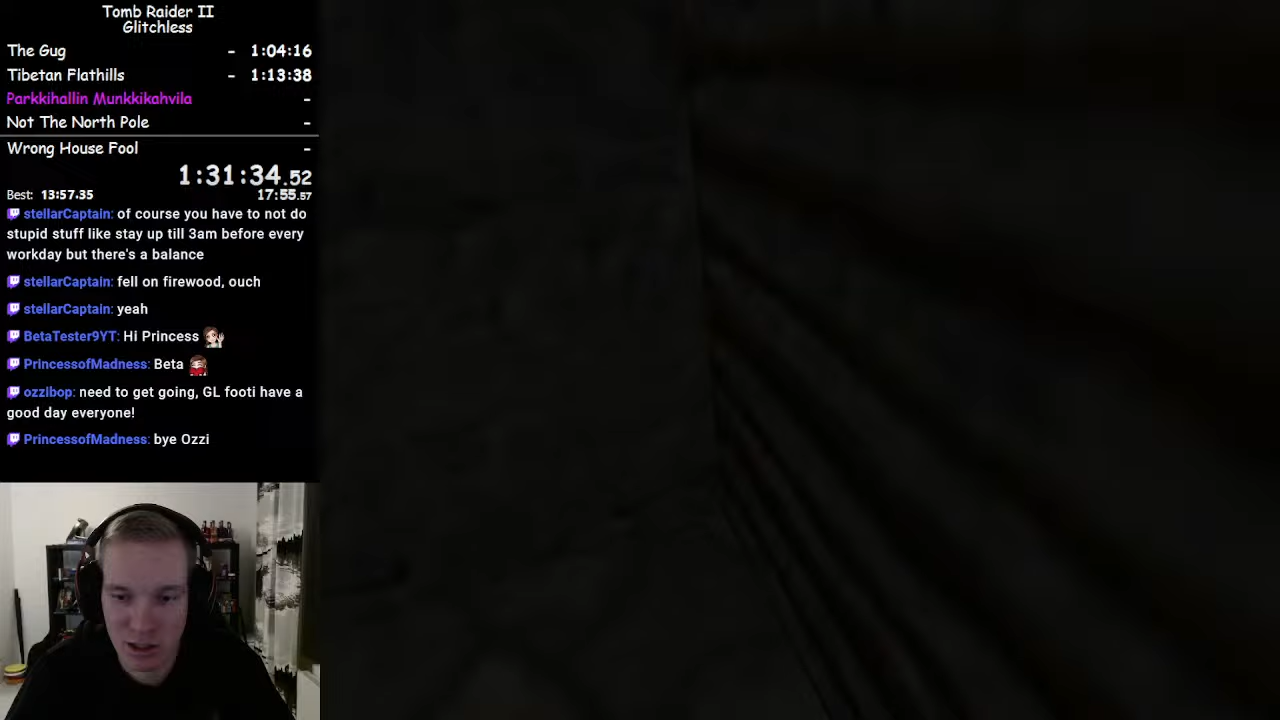 Tomb Raider II
Glitchless
The Gug - 1:04:16
Tibetan Flathills - 1:13:38
Parkkihallin Munkkikahvila -
Not The North Pole -
Wrong House Fool -
1:31:34.52
Best: 13:57.35 17:55.57
stellarCaptain: of course you have to not do
stupid stuff like stay up till 3am before every
workday but there's a balance
stellarCaptain: fell on firewood, ouch
stellarCaptain: yeah
BetaTester9YT: Hi Princess
PrincessofMadness: Beta
ozzibop: need to get going, GL footi have a
good day everyone!
PrincessofMadness: bye Ozzi